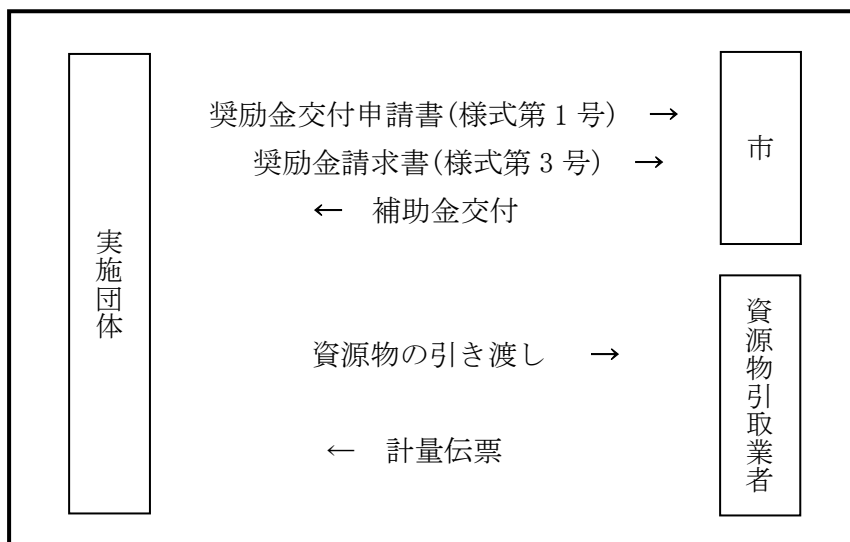 実施団体
奨励金交付申請書(様式第1号) →
奨励金請求書(様式第3号) →
← 補助金交付
市
資源物の引き渡し →
← 計量伝票
資源物引取業者